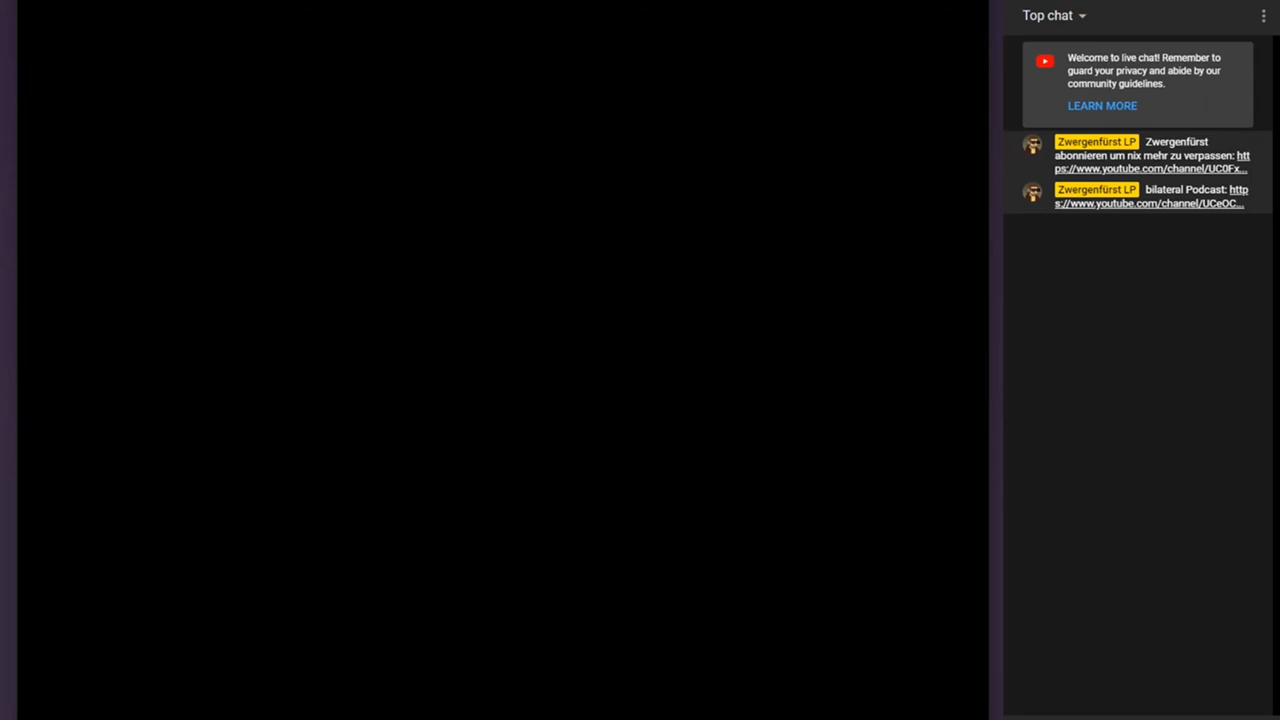 Top chat
Welcome to live chat! Remember to
guard your privacy and abide by our
community guidelines.
LEARN MORE
Zwergenfürst LP Zwergenfürst
abonnieren um nix mehr zu verpassen: htt
ps://www.youtube.com/channel/UC0Fx...
Zwergenfürst LP bilateral Podcast: http
s://www.youtube.com/channel/UCeOC...